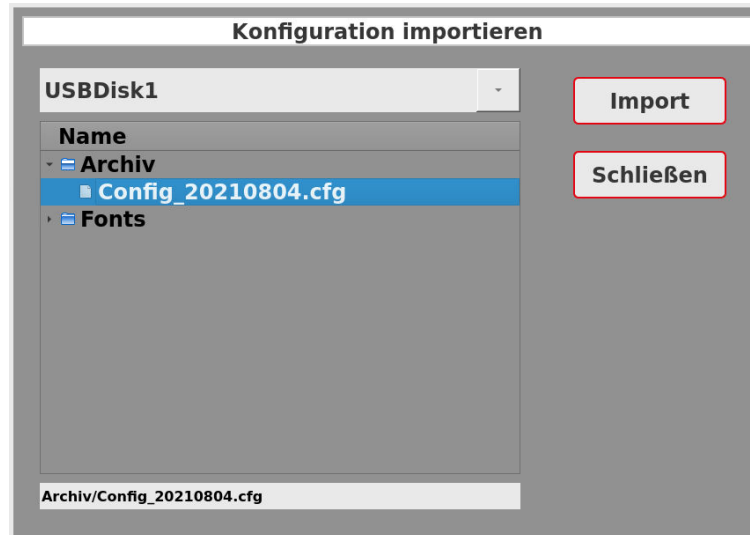 Konfiguration importieren
USBDisk1
Import
Name
Archiv
Schließen
Config_20210804.cfg
Fonts
Archiv/Config_20210804.cfg